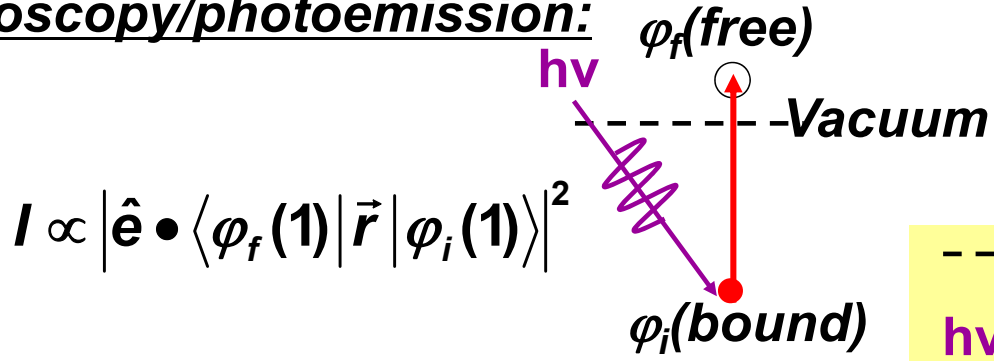 oscopy/photoemission:
φf(free)
hν
Vacuum
I ∝ |ê • ⟨φf(1)|r⃗|φi(1)⟩|²
φi(bound)
hν